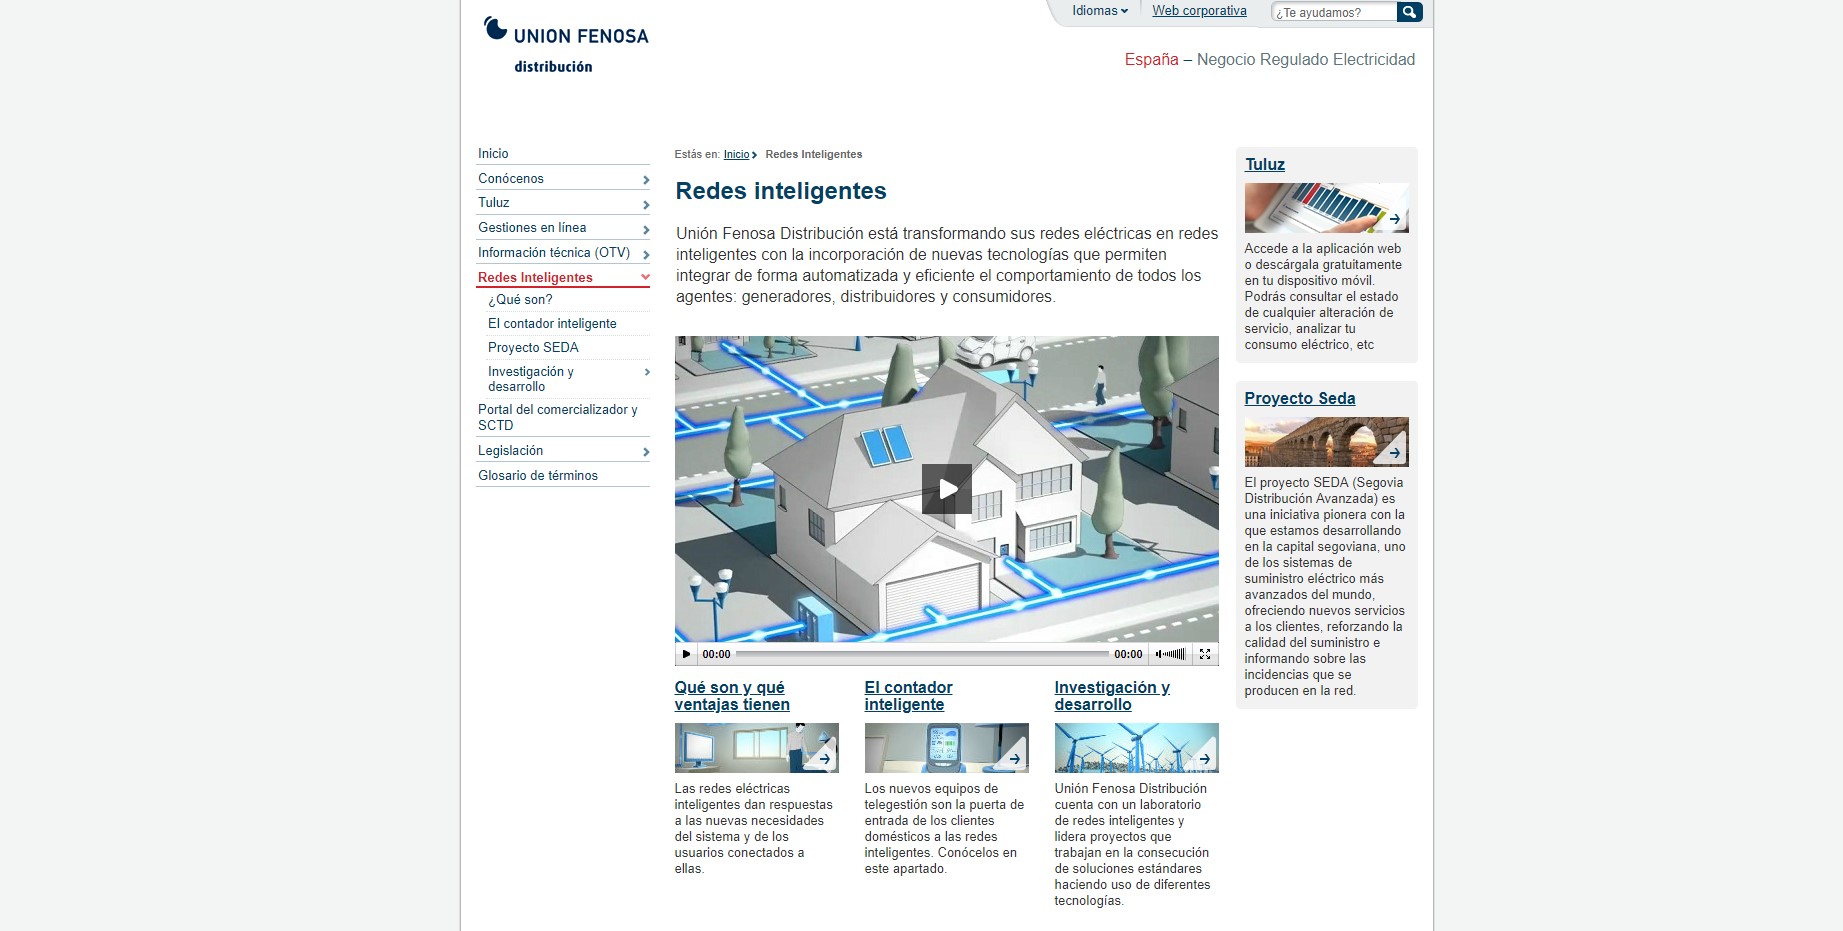 Idiomas
Web corporativa
¿Te ayudamos?
UNION FENOSA
distribución
España – Negocio Regulado Electricidad
Inicio
Conócenos
Tuluz
Gestiones en línea
Información técnica (OTV)
Redes Inteligentes
¿Qué son?
El contador inteligente
Proyecto SEDA
Investigación y
desarrollo
Portal del comercializador y
SCTD
Legislación
Glosario de términos
Estás en: Inicio Redes Inteligentes
Redes inteligentes
Unión Fenosa Distribución está transformando sus redes eléctricas en redes
inteligentes con la incorporación de nuevas tecnologías que permiten
integrar de forma automatizada y eficiente el comportamiento de todos los
agentes: generadores, distribuidores y consumidores.
00:00
00:00
Qué son y qué
ventajas tienen
Las redes eléctricas
inteligentes dan respuestas
a las nuevas necesidades
del sistema y de los
usuarios conectados a
ellas.
El contador
inteligente
Los nuevos equipos de
telegestión son la puerta de
entrada de los clientes
domésticos a las redes
inteligentes. Conócelos en
este apartado.
Investigación y
desarrollo
Unión Fenosa Distribución
cuenta con un laboratorio
de redes inteligentes y
lidera proyectos que
trabajan en la consecución
de soluciones estándares
haciendo uso de diferentes
tecnologías.
Tuluz
Accede a la aplicación web
o descárgala gratuitamente
en tu dispositivo móvil.
Podrás consultar el estado
de cualquier alteración de
servicio, analizar tu
consumo eléctrico, etc
Proyecto Seda
El proyecto SEDA (Segovia
Distribución Avanzada) es
una iniciativa pionera con la
que estamos desarrollando
en la capital segoviana, uno
de los sistemas de
suministro eléctrico más
avanzados del mundo,
ofreciendo nuevos servicios
a los clientes, reforzando la
calidad del suministro e
informando sobre las
incidencias que se
producen en la red.